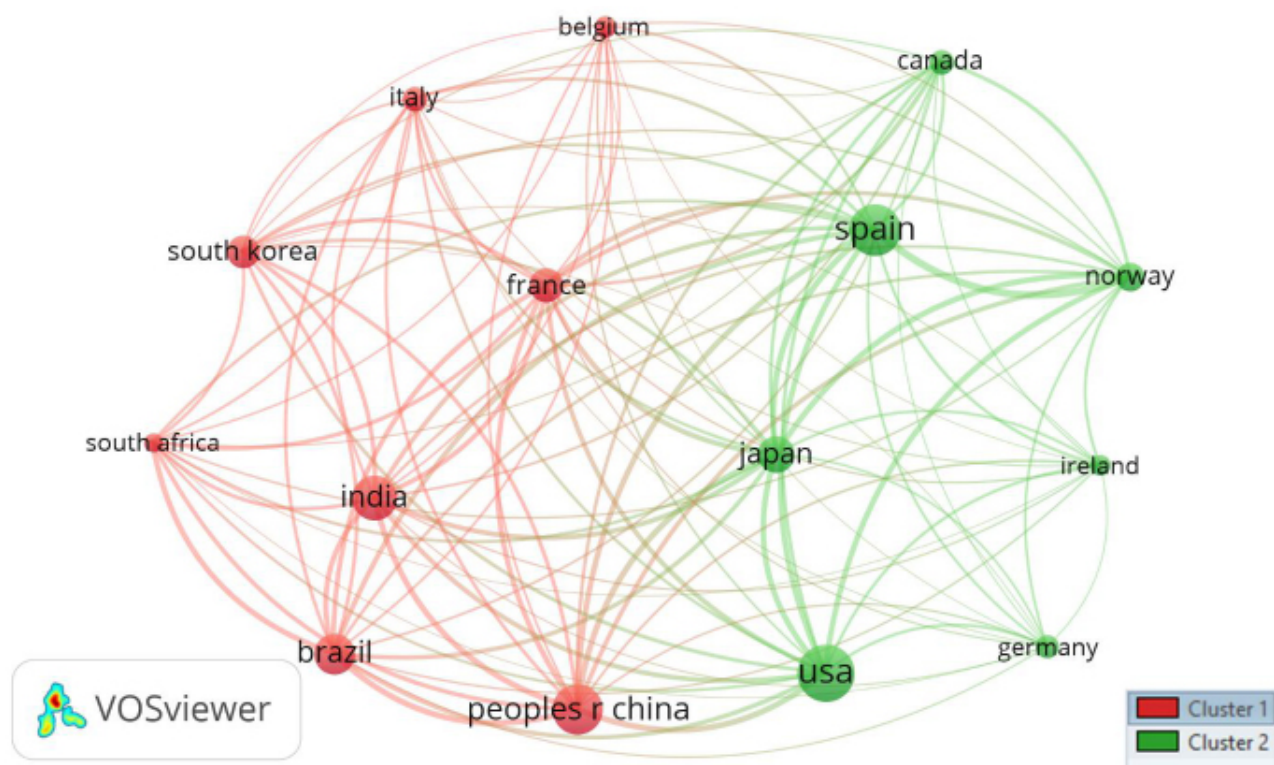 belgium
canada
italy
spain
south korea
france
norway
south africa
japan
ireland
india
brazil
germany
usa
peoples r china
VOSviewer
Cluster 1
Cluster 2